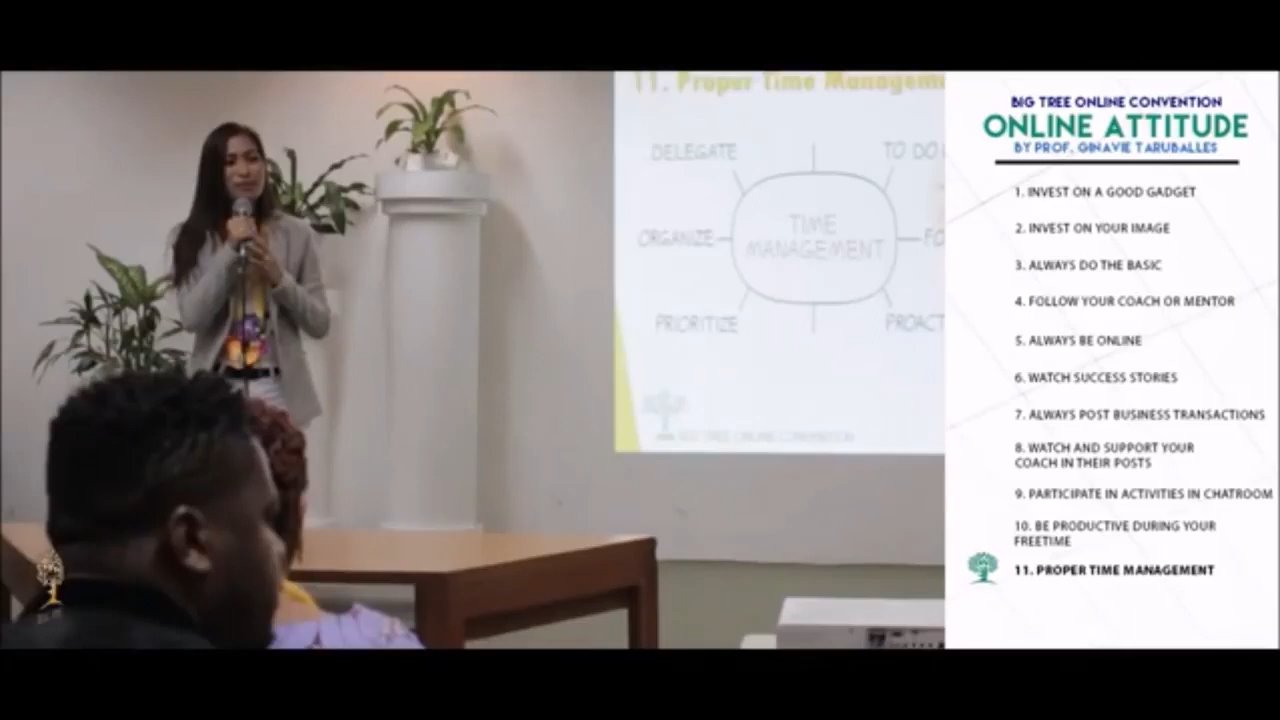 11. Proper Time
DELEGATE
TO DO
ORGANIZE
TIME
MANAGEMENT
PRIORITIZE
BIG TREE ONLINE CONVENTION
ONLINE ATTITUDE
BY PROF. GINAVIE TARUBALLES
1. INVEST ON A GOOD GADGET
2. INVEST ON YOUR IMAGE
3. ALWAYS DO THE BASIC
4. FOLLOW YOUR COACH OR MENTOR
5. ALWAYS BE ONLINE
6. WATCH SUCCESS STORIES
7. ALWAYS POST BUSINESS TRANSACTIONS
8. WATCH AND SUPPORT YOUR
COACH IN THEIR POSTS
9. PARTICIPATE IN ACTIVITIES IN CHATROOM
10. BE PRODUCTIVE DURING YOUR
FREETIME
11. PROPER TIME MANAGEMENT